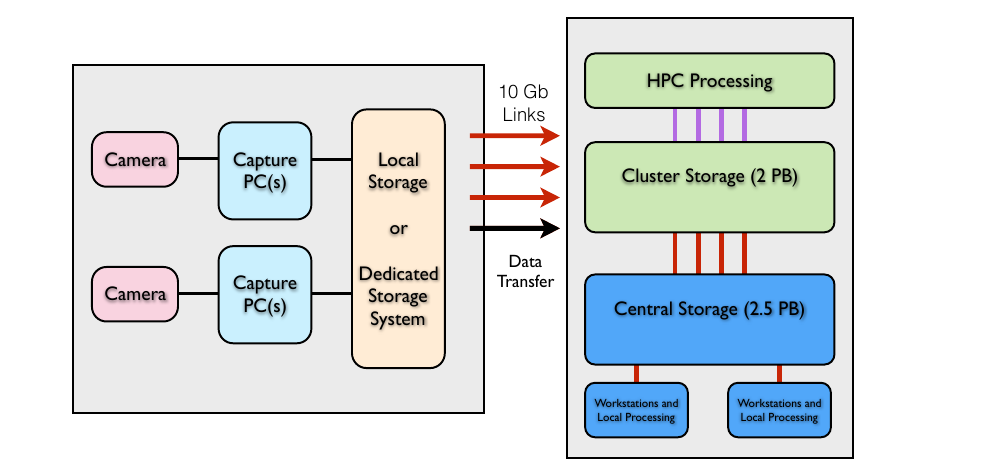 Camera
Capture
PC(s)
Camera
Capture
PC(s)
Local
Storage
or
Dedicated
Storage
System
10 Gb
Links
Data
Transfer
HPC Processing
Cluster Storage (2 PB)
Central Storage (2.5 PB)
Workstations and
Local Processing
Workstations and
Local Processing